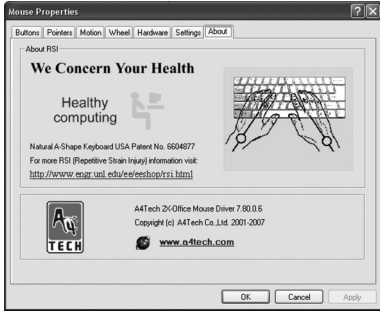 Mouse Properties
Buttons Pointers Motion Wheel Hardware Settings About
About RSI
We Concern Your Health
Healthy
computing
Natural A-Shape Keyboard USA Patent No. 6604877
For more RSI (Repetitive Strain Injury) information visit:
http://www.engr.unl.edu/ee/eeshop/rsi.html
A4Tech 2X-Office Mouse Driver 7.80.0.6
Copyright (c) A4Tech Co.,Ltd. 2001-2007
www.a4tech.com
A4
TECH
OK Cancel Apply